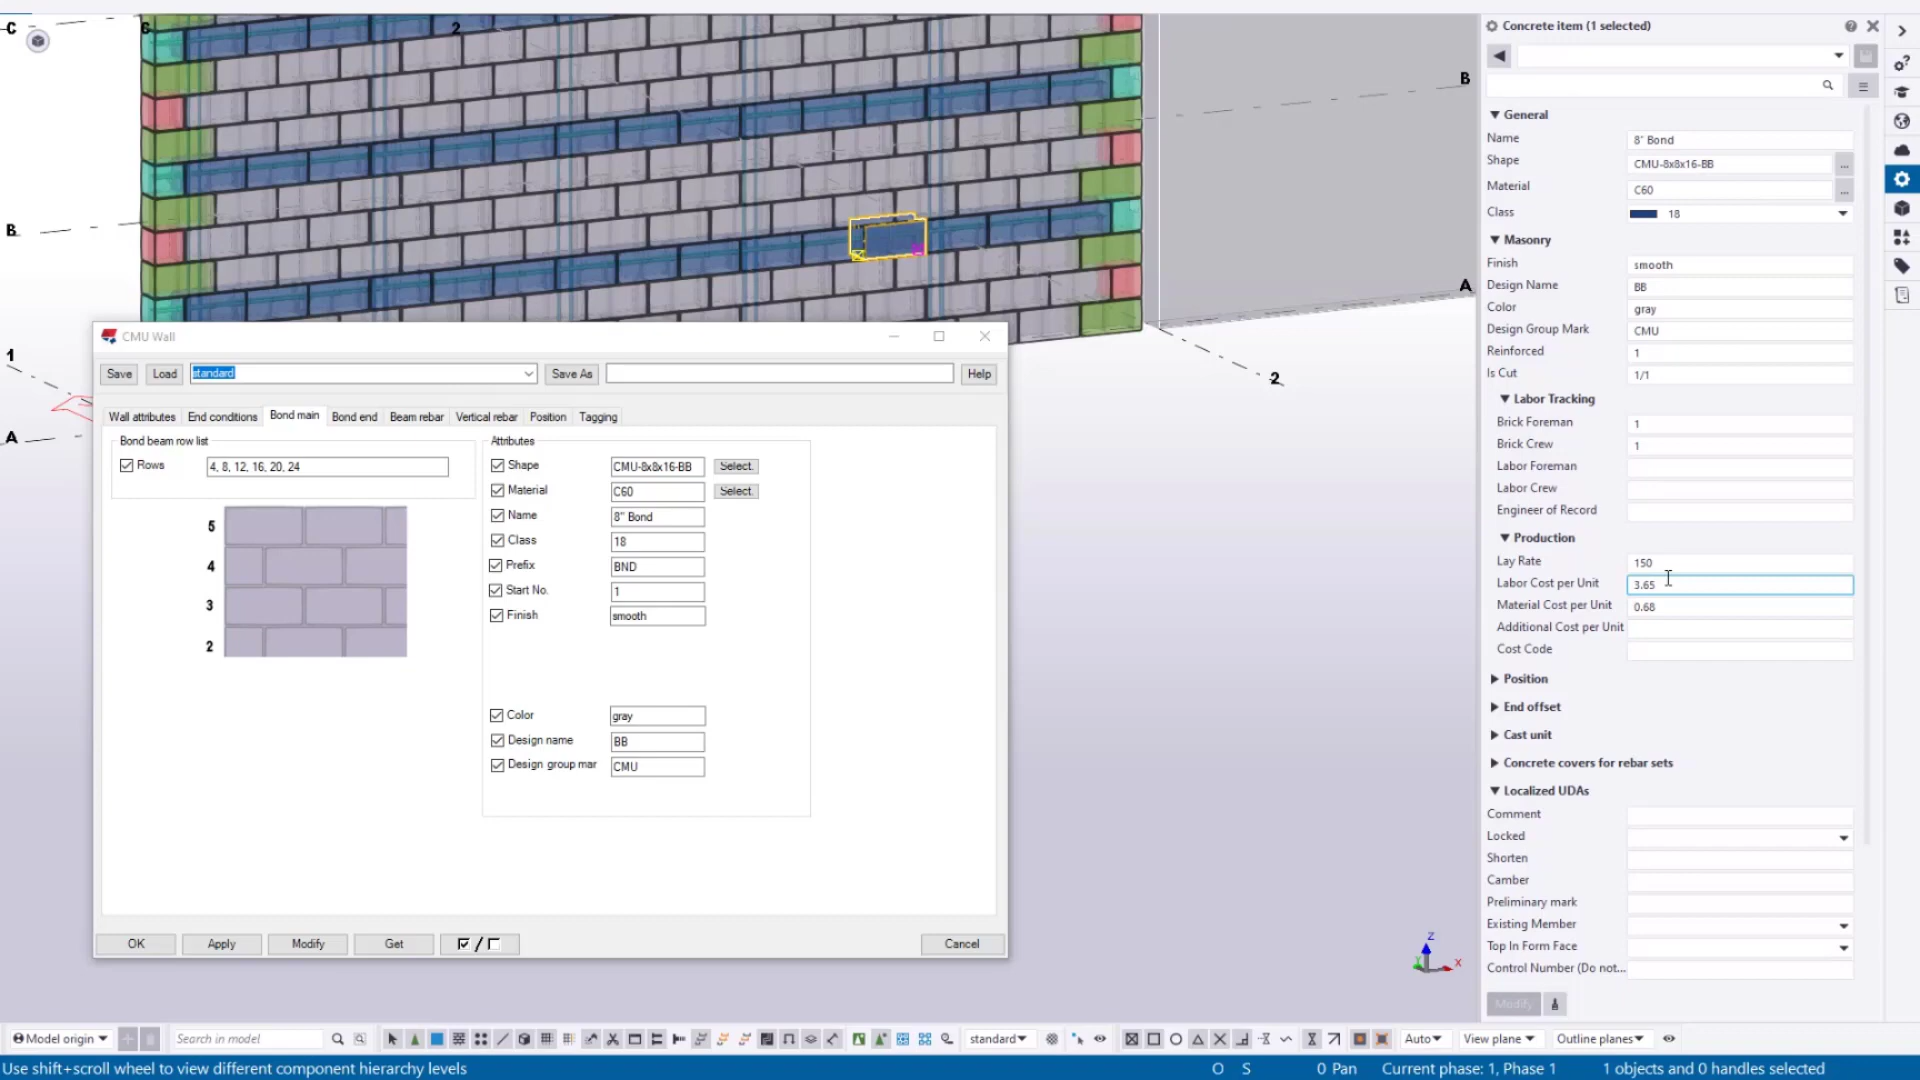 C
6
2
B
B
A
1
A
2
CMU Wall
Save
Load
standard
Save As
Help
Wall attributes
End conditions
Bond main
Bond end
Beam rebar
Vertical rebar
Position
Tagging
Bond beam row list
Rows
4, 8, 12, 16, 20, 24
5
4
3
2
Attributes
Shape
CMU-8x8x16-BB
Select.
Material
C60
Select.
Name
8" Bond
Class
18
Prefix
BND
Start No.
1
Finish
smooth
Color
gray
Design name
BB
Design group mar
CMU
OK
Apply
Modify
Get
/
Cancel
Concrete item (1 selected)
General
Name
8" Bond
Shape
CMU-8x8x16-BB
...
Material
C60
...
Class
18
Masonry
Finish
smooth
Design Name
BB
Color
gray
Design Group Mark
CMU
Reinforced
1
Is Cut
1/1
Labor Tracking
Brick Foreman
1
Brick Crew
1
Labor Foreman
Labor Crew
Engineer of Record
Production
Lay Rate
150
Labor Cost per Unit
3.65
Material Cost per Unit
0.68
Additional Cost per Unit
Cost Code
Position
End offset
Cast unit
Concrete covers for rebar sets
Localized UDAs
Comment
Locked
Shorten
Camber
Preliminary mark
Existing Member
Top In Form Face
Control Number (Do not...
Modify
Z
Y
X
Model origin
Search in model
standard
Auto
View plane
Outline planes
Use shift+scroll wheel to view different component hierarchy levels
O
S
0 Pan
Current phase: 1, Phase 1
1 objects and 0 handles selected